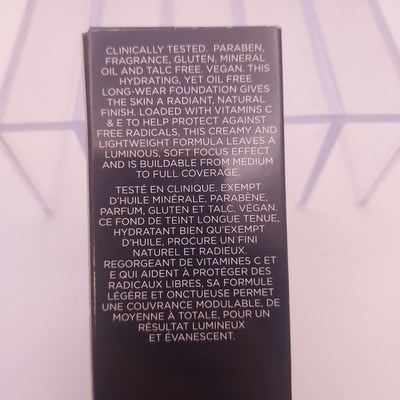 CLINICALLY TESTED. PARABEN,
FRAGRANCE, GLUTEN, MINERAL
OIL AND TALC FREE. VEGAN. THIS
HYDRATING, YET OIL FREE
LONG-WEAR FOUNDATION GIVES
THE SKIN A RADIANT, NATURAL
FINISH. LOADED WITH VITAMINS C
& E TO HELP PROTECT AGAINST
FREE RADICALS, THIS CREAMY AND
LIGHTWEIGHT FORMULA LEAVES A
LUMINOUS, SOFT FOCUS EFFECT
AND IS BUILDABLE FROM MEDIUM
TO FULL COVERAGE.
TESTÉ EN CLINIQUE. EXEMPT
D'HUILE MINÉRALE, PARABÈNE,
PARFUM, GLUTEN ET TALC. VÉGAN.
CE FOND DE TEINT LONGUE TENUE,
HYDRATANT BIEN QU'EXEMPT
D'HUILE, PROCURE UN FINI
NATUREL ET RADIEUX.
REGORGEANT DE VITAMINES C ET
E QUI AIDENT À PROTÉGER DES
RADICAUX LIBRES, SA FORMULE
LÉGÈRE ET ONCTUEUSE PERMET
UNE COUVRANCE MODULABLE, DE
MOYENNE À TOTALE, POUR UN
RÉSULTAT LUMINEUX
ET ÉVANESCENT.